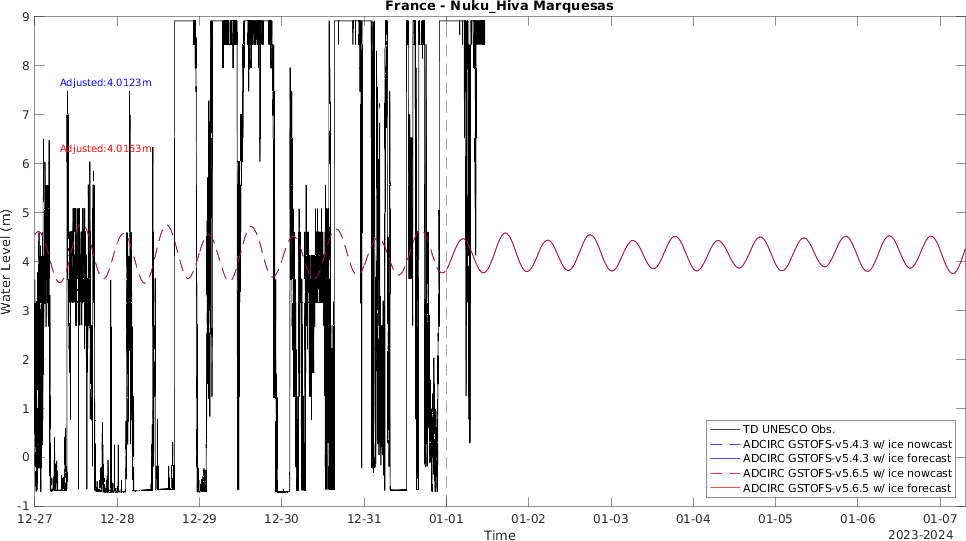 France - Nuku_Hiva Marquesas
9
8
7
6
5
4
3
2
1
0
-1
Water Level (m)
Adjusted:4.0123m
Adjusted:4.0153m
TD UNESCO Obs.
ADCIRC GSTOFS-v5.4.3 w/ ice nowcast
ADCIRC GSTOFS-v5.4.3 w/ ice forecast
ADCIRC GSTOFS-v5.6.5 w/ ice nowcast
ADCIRC GSTOFS-v5.6.5 w/ ice forecast
12-27 12-28 12-29 12-30 12-31 01-01 01-02 01-03 01-04 01-05 01-06 01-07
Time
2023-2024